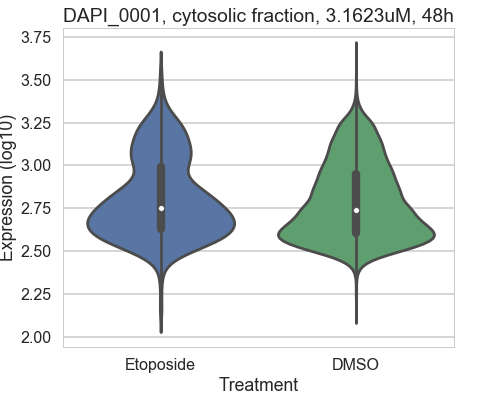 DAPI_0001, cytosolic fraction, 3.1623uM, 48h
Expression (log10)
3.75
3.50
3.25
3.00
2.75
2.50
2.25
2.00
Etoposide
DMSO
Treatment